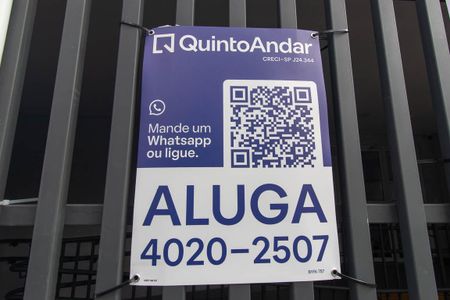 QuintoAndar
CRECI-SP J24.344
Mande um
Whatsapp
ou ligue.
ALUGA
4020-2507